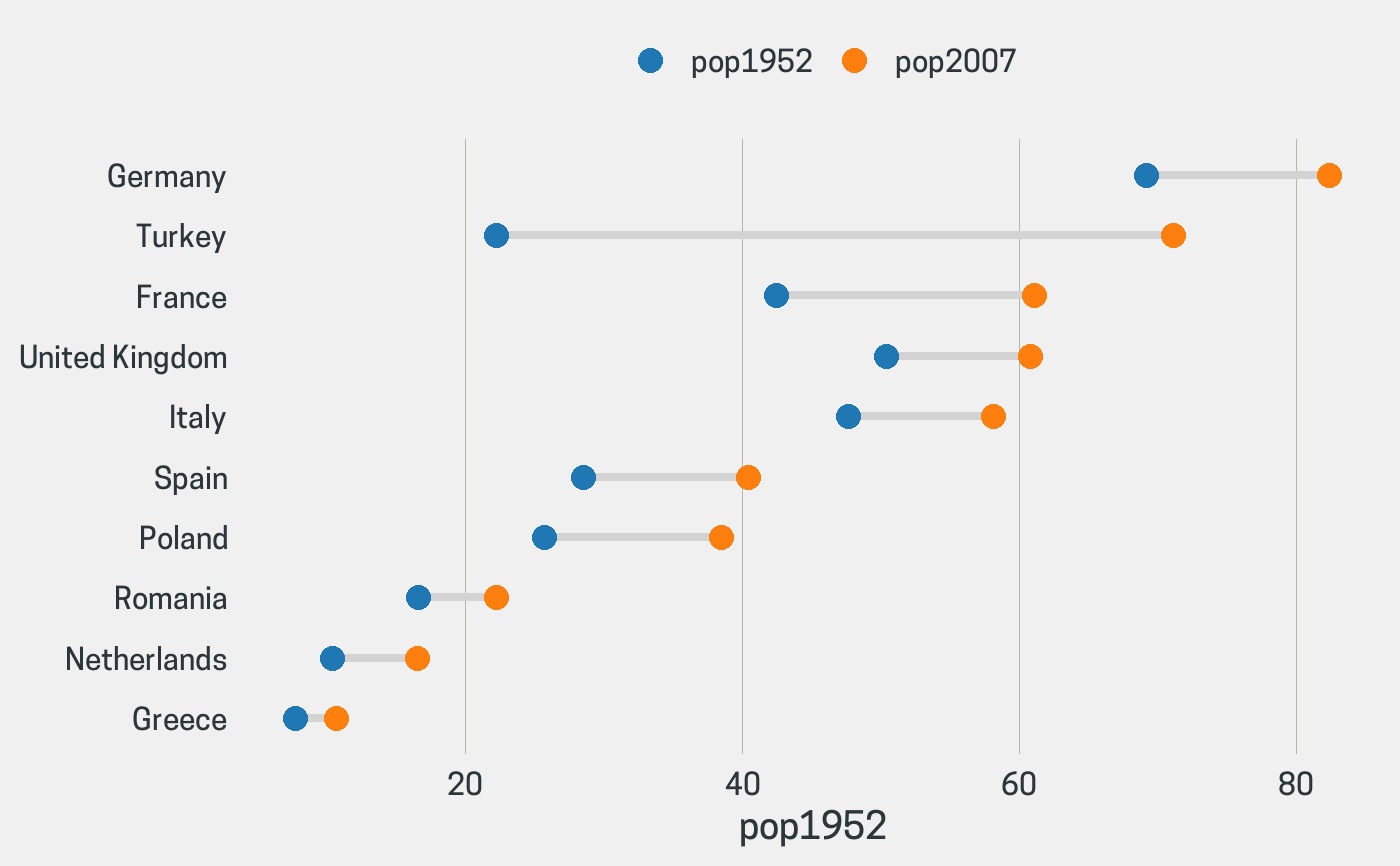 pop1952 pop2007
Germany
Turkey
France
United Kingdom
Italy
Spain
Poland
Romania
Netherlands
Greece
20 40 60 80
pop1952